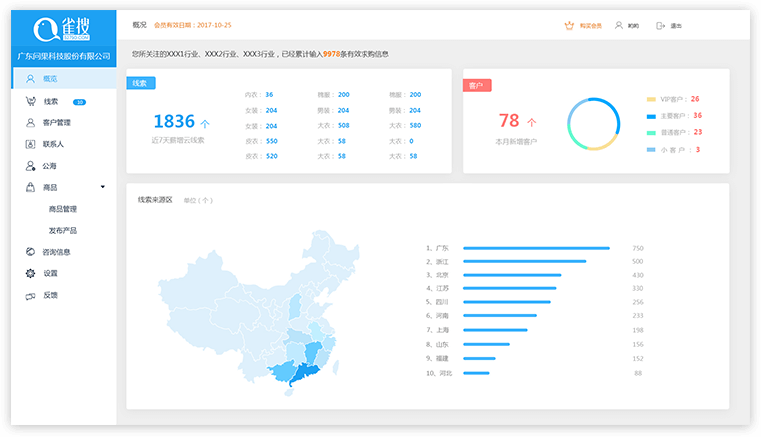 雀搜
广东问果科技股份有限公司
概览
线索 10
客户管理
联系人
公海
商品
商品管理
发布产品
咨询信息
设置
反馈
概况 会员有效日期：2017-10-25
购买会员
退出
您所关注的XXX1行业、XXX2行业、XXX3行业，已经累计输入9978条有效求购信息
线索
1836 个
近7天新增云线索
内衣： 36
棉服： 200
棉服： 200
女装： 204
男装： 204
男装： 204
女装： 204
大衣： 508
大衣： 580
皮衣： 550
大衣： 58
大衣： 0
皮衣： 520
大衣： 58
大衣： 58
客户
78 个
本月新增客户
VIP客户： 26
主要客户： 36
普通客户： 23
小 客 户 ： 3
线索来源区 单位（个）
1、广东 750
2、浙江 500
3、北京 430
4、江苏 330
5、四川 256
6、河南 233
7、上海 198
8、山东 156
9、福建 152
10、河北 88